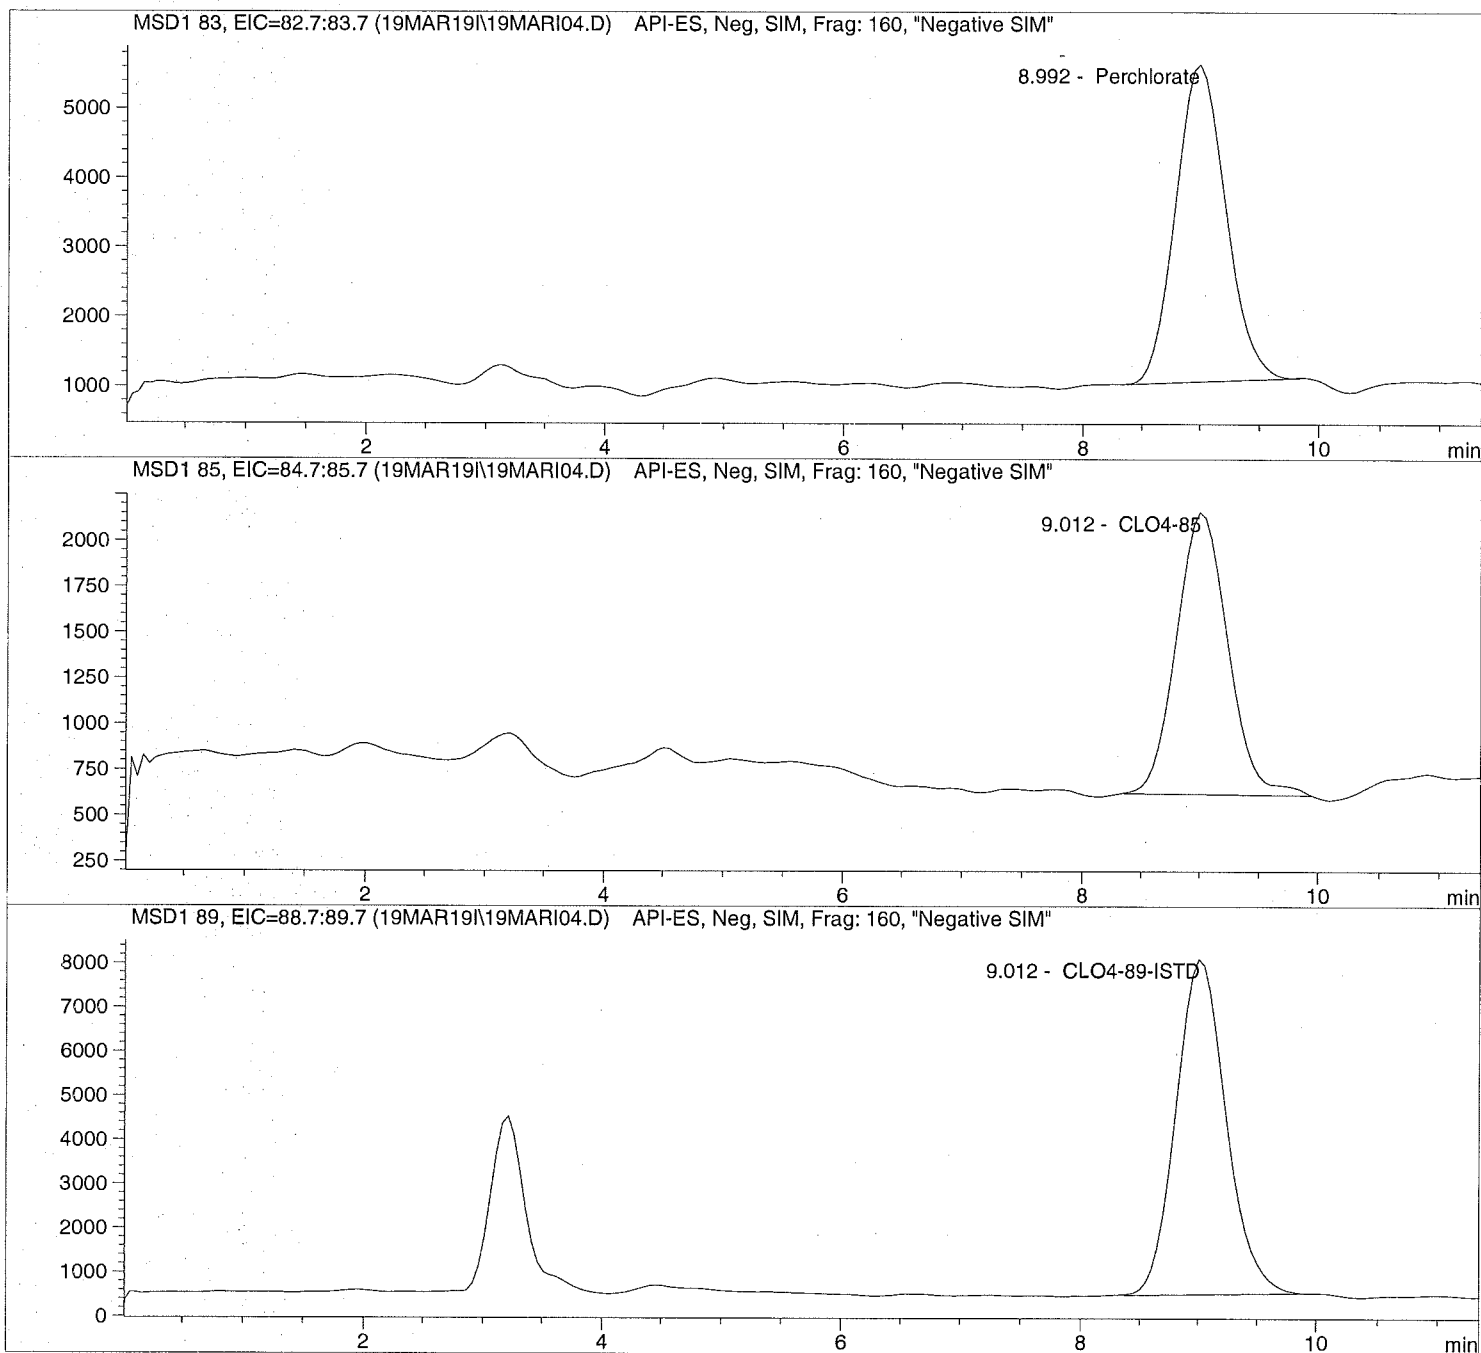 MSD1 83, EIC=82.7:83.7 (19MAR19I\19MARI04.D) API-ES, Neg, SIM, Frag: 160, "Negative SIM"
8.992 - Perchlorate
5000
4000
3000
2000
1000
2 4 6 8 10 min
MSD1 85, EIC=84.7:85.7 (19MAR19I\19MARI04.D) API-ES, Neg, SIM, Frag: 160, "Negative SIM"
9.012 - CLO4-85
2000
1750
1500
1250
1000
750
500
250
2 4 6 8 10 min
MSD1 89, EIC=88.7:89.7 (19MAR19I\19MARI04.D) API-ES, Neg, SIM, Frag: 160, "Negative SIM"
9.012 - CLO4-89-ISTD
8000
7000
6000
5000
4000
3000
2000
1000
0
2 4 6 8 10 min